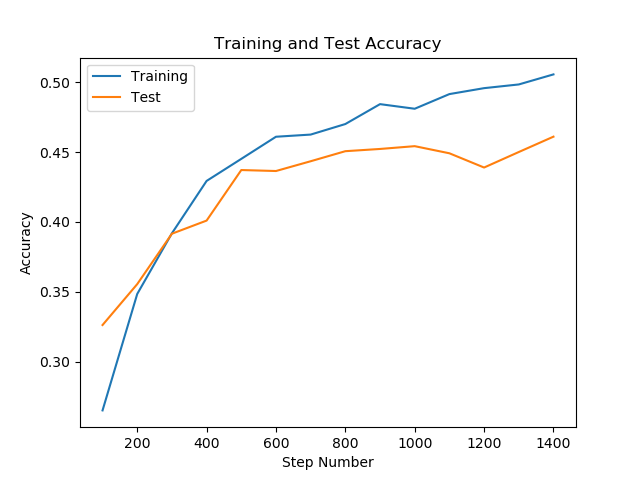 Training and Test Accuracy
Training
Test
0.50
0.45
0.40
0.35
0.30
Accuracy
200 400 600 800 1000 1200 1400
Step Number